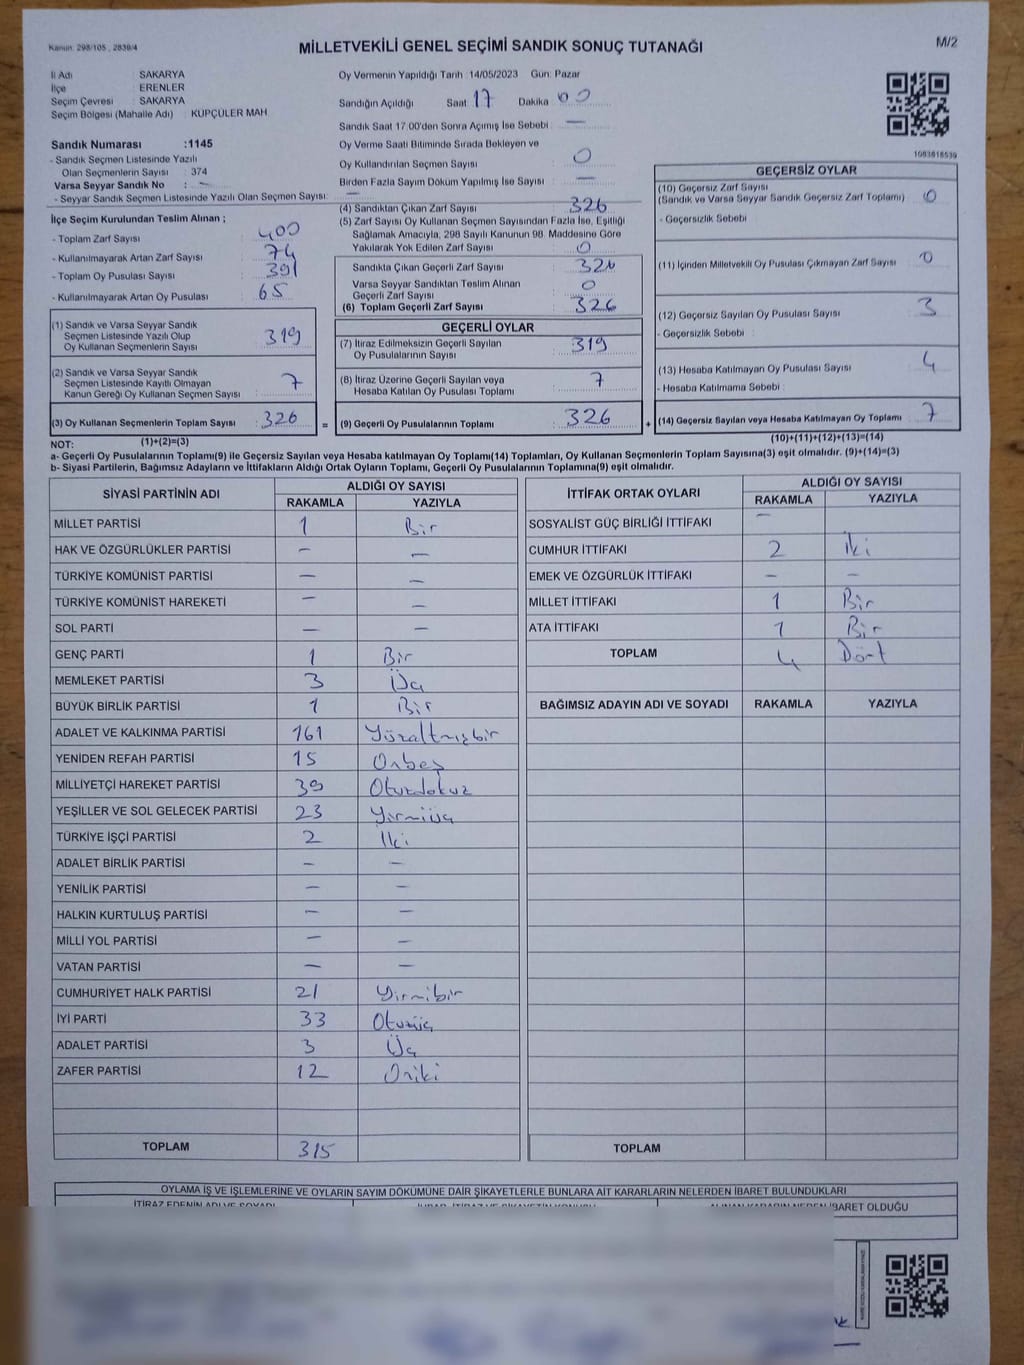 Kanun: 298/105, 2839/4
MİLLETVEKİLİ GENEL SEÇİMİ SANDIK SONUÇ TUTANAĞI
M/2
İl Adı : SAKARYA
İlçe : ERENLER
Seçim Çevresi : SAKARYA
Seçim Bölgesi (Mahalle Adı) KÜPÇÜLER MAH
Sandık Numarası :1145
- Sandık Seçmen Listesinde Yazılı
Olan Seçmenlerin Sayısı : 374
Varsa Seyyar Sandık No : —
- Seyyar Sandık Seçmen Listesinde Yazılı Olan Seçmen Sayısı: —
Oy Vermenin Yapıldığı Tarih :14/05/2023 Gün: Pazar
Sandığın Açıldığı Saat 17 Dakika 00
Sandık Saat 17.00'den Sonra Açımış İse Sebebi : —
Oy Verme Saati Bitiminde Sırada Bekleyen ve
Oy Kullandırılan Seçmen Sayısı : 0
Birden Fazla Sayım Döküm Yapılmış İse Sayısı : —
1083616539
İlçe Seçim Kurulundan Teslim Alınan ;
- Toplam Zarf Sayısı : 400
- Kullanılmayarak Artan Zarf Sayısı : 74
- Toplam Oy Pusulası Sayısı : 391
- Kullanılmayarak Artan Oy Pusulası : 65
(4) Sandıktan Çıkan Zarf Sayısı : 326
(5) Zarf Sayısı Oy Kullanan Seçmen Sayısından Fazla İse, Eşitliği
Sağlamak Amacıyla, 298 Sayılı Kanunun 98. Maddesine Göre
Yakılarak Yok Edilen Zarf Sayısı : 0
Sandıkta Çıkan Geçerli Zarf Sayısı : 326
Varsa Seyyar Sandıktan Teslim Alınan
Geçerli Zarf Sayısı : 0
(6) Toplam Geçerli Zarf Sayısı : 326
GEÇERSİZ OYLAR
(10) Geçersiz Zarf Sayısı
(Sandık ve Varsa Seyyar Sandık Geçersiz Zarf Toplamı) : 0
- Geçersizlik Sebebi :
(11) İçinden Milletvekili Oy Pusulası Çıkmayan Zarf Sayısı : 0
(12) Geçersiz Sayılan Oy Pusulası Sayısı : 3
- Geçersizlik Sebebi :
(13) Hesaba Katılmayan Oy Pusulası Sayısı : 4
- Hesaba Katılmama Sebebi :
(14) Geçersiz Sayılan veya Hesaba Katılmayan Oy Toplamı : 7
(1) Sandık ve Varsa Seyyar Sandık
Seçmen Listesinde Yazılı Olup
Oy Kullanan Seçmenlerin Sayısı : 319
(2) Sandık ve Varsa Seyyar Sandık
Seçmen Listesinde Kayıtlı Olmayan
Kanun Gereği Oy Kullanan Seçmen Sayısı : 7
(3) Oy Kullanan Seçmenlerin Toplam Sayısı : 326
=
GEÇERLİ OYLAR
(7) İtiraz Edilmeksizin Geçerli Sayılan
Oy Pusulalarının Sayısı : 319
(8) İtiraz Üzerine Geçerli Sayılan veya
Hesaba Katılan Oy Pusulası Toplamı : 7
(9) Geçerli Oy Pusulalarının Toplamı : 326
+
NOT: (1)+(2)=(3)
(10)+(11)+(12)+(13)=(14)
a- Geçerli Oy Pusulalarının Toplamı(9) ile Geçersiz Sayılan veya Hesaba katılmayan Oy Toplamı(14) Toplamları, Oy Kullanan Seçmenlerin Toplam Sayısına(3) eşit olmalıdır. (9)+(14)=(3)
b- Siyasi Partilerin, Bağımsız Adayların ve İttifakların Aldığı Ortak Oyların Toplamı, Geçerli Oy Pusulalarının Toplamına(9) eşit olmalıdır.
SİYASİ PARTİNİN ADI ALDIĞI OY SAYISI
RAKAMLA YAZIYLA
MİLLET PARTİSİ 1 Bir
HAK VE ÖZGÜRLÜKLER PARTİSİ — —
TÜRKİYE KOMÜNİST PARTİSİ — —
TÜRKİYE KOMÜNİST HAREKETİ — —
SOL PARTİ — —
GENÇ PARTİ 1 Bir
MEMLEKET PARTİSİ 3 Üç
BÜYÜK BİRLİK PARTİSİ 1 Bir
ADALET VE KALKINMA PARTİSİ 161 Yüzaltmışbir
YENİDEN REFAH PARTİSİ 15 Onbeş
MİLLİYETÇİ HAREKET PARTİSİ 39 Otuzdokuz
YEŞİLLER VE SOL GELECEK PARTİSİ 23 Yirmiüç
TÜRKİYE İŞÇİ PARTİSİ 2 İki
ADALET BİRLİK PARTİSİ — —
YENİLİK PARTİSİ — —
HALKIN KURTULUŞ PARTİSİ — —
MİLLİ YOL PARTİSİ — —
VATAN PARTİSİ — —
CUMHURİYET HALK PARTİSİ 21 Yirmibir
İYİ PARTİ 33 Otuzüç
ADALET PARTİSİ 3 Üç
ZAFER PARTİSİ 12 Oniki
TOPLAM 315
İTTİFAK ORTAK OYLARI ALDIĞI OY SAYISI
RAKAMLA YAZIYLA
SOSYALİST GÜÇ BİRLİĞİ İTTİFAKI —
CUMHUR İTTİFAKI 2 İki
EMEK VE ÖZGÜRLÜK İTTİFAKI — —
MİLLET İTTİFAKI 1 Bir
ATA İTTİFAKI 1 Bir
TOPLAM 4 Dört
BAĞIMSIZ ADAYIN ADI VE SOYADI RAKAMLA YAZIYLA
TOPLAM
OYLAMA İŞ VE İŞLEMLERİNE VE OYLARIN SAYIM DÖKÜMÜNE DAİR ŞİKAYETLERLE BUNLARA AİT KARARLARIN NELERDEN İBARET BULUNDUKLARI
İTİRAZ EDENİN ADI VE SOYADI
İBARET OLDUĞU